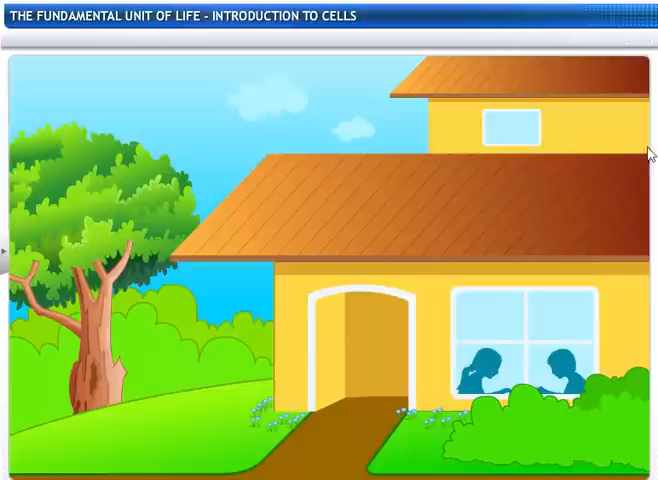 THE FUNDAMENTAL UNIT OF LIFE - INTRODUCTION TO CELLS